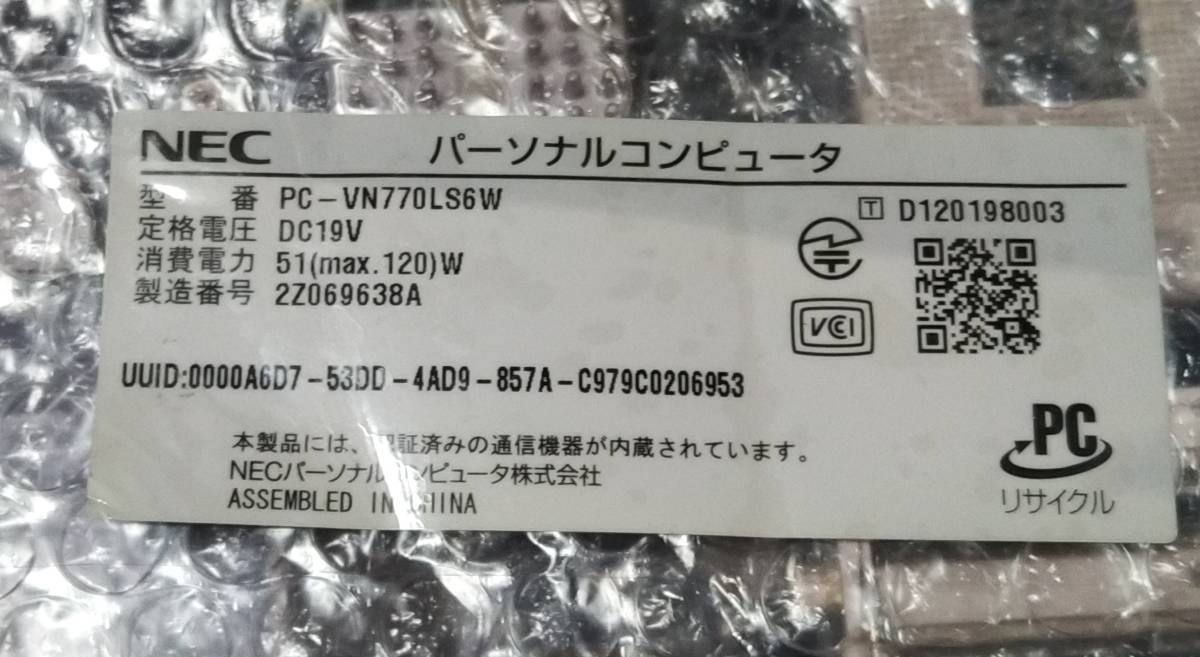 NEC パーソナルコンピュータ
型 番 PC-VN770LS6W
定格電圧 DC19V
消費電力 51(max.120)W
製造番号 2Z069638A
T D120198003
VCCI
UUID:0000A6D7-53DD-4AD9-857A-C979C0206953
本製品には、認証済みの通信機器が内蔵されています。
NECパーソナルコンピュータ株式会社
ASSEMBLED IN CHINA
PC
リサイクル